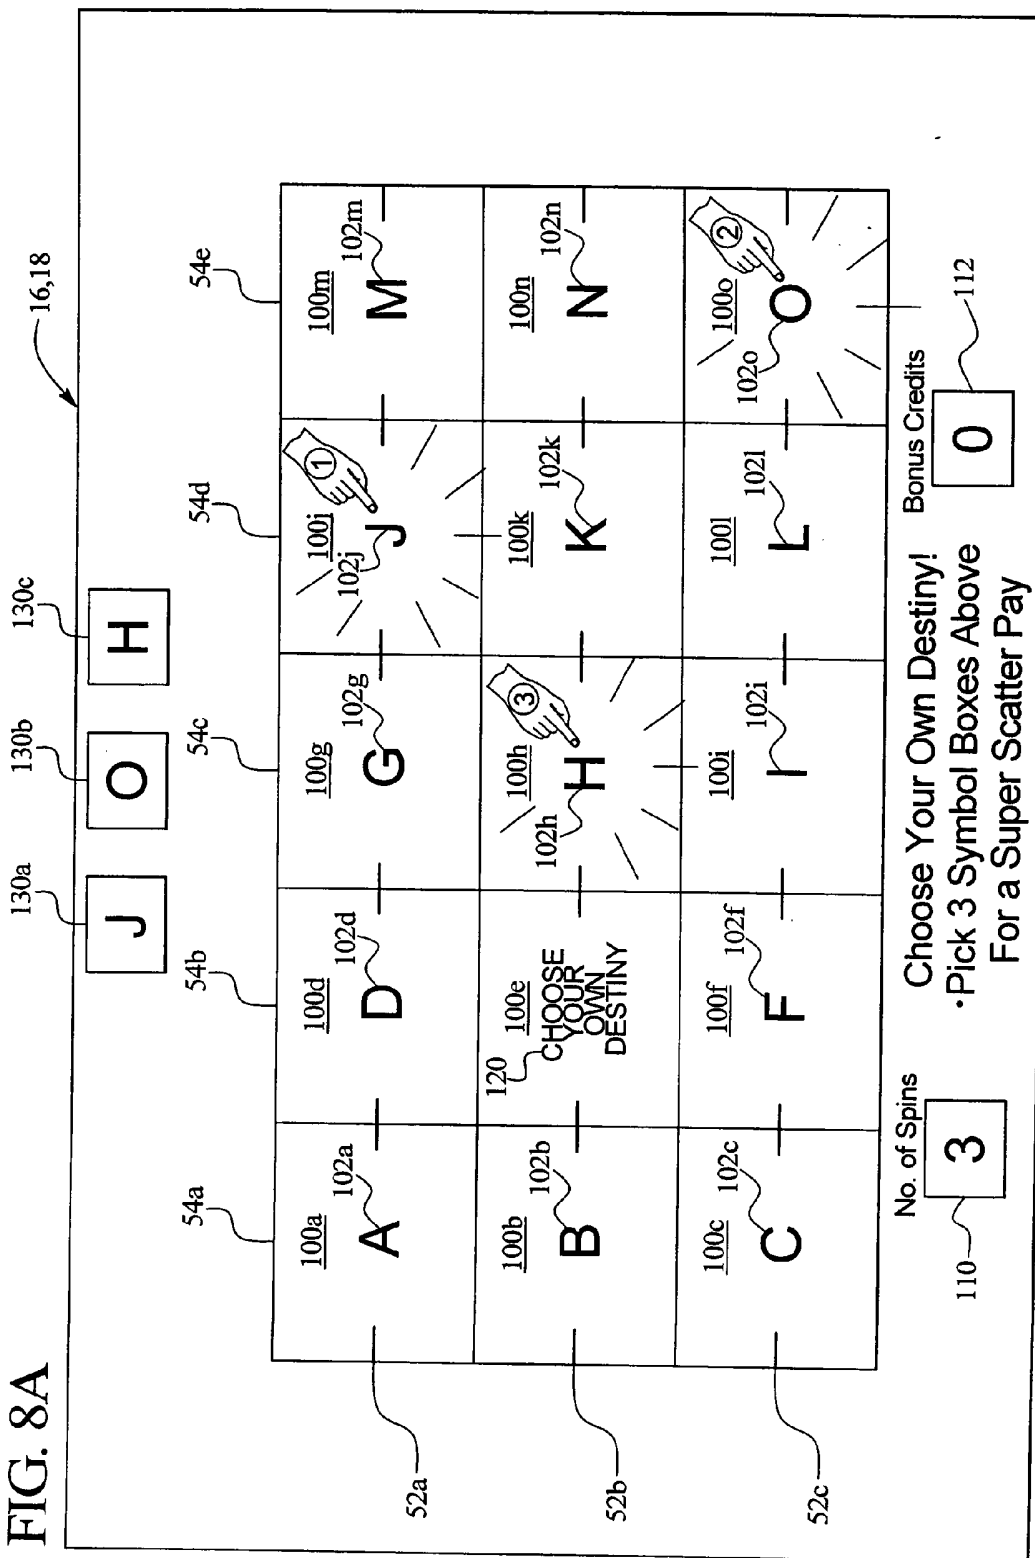 FIG. 8A
16,18
130a 130b 130c
J O H
54a 54b 54c 54d 54e
100a 100d 100g 100j 100m
A 102a D 102d G 102g 102j J 1 M 102m
52a
100b 100e 100h 100k 100n
B 102b 120 CHOOSE
YOUR
OWN
DESTINY
102h H 3 K 102k N 102n
52b
100c 100f 100i 100l 100o
C 102c F 102f I 102i L 102l 102o O 2
52c
No. of Spins
3
110
Choose Your Own Destiny!
·Pick 3 Symbol Boxes Above
For a Super Scatter Pay
Bonus Credits
0
112